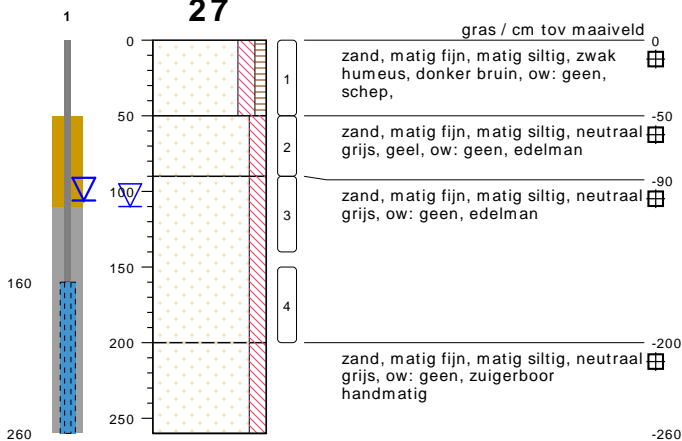 27
1
gras / cm tov maaiveld
0
0
zand, matig fijn, matig siltig, zwak
humeus, donker bruin, ow: geen,
schep,
1
50
-50
zand, matig fijn, matig siltig, neutraal
grijs, geel, ow: geen, edelman
2
-90
100
zand, matig fijn, matig siltig, neutraal
grijs, ow: geen, edelman
3
150
160
4
200
-200
zand, matig fijn, matig siltig, neutraal
grijs, ow: geen, zuigerboor
handmatig
250
260
-260